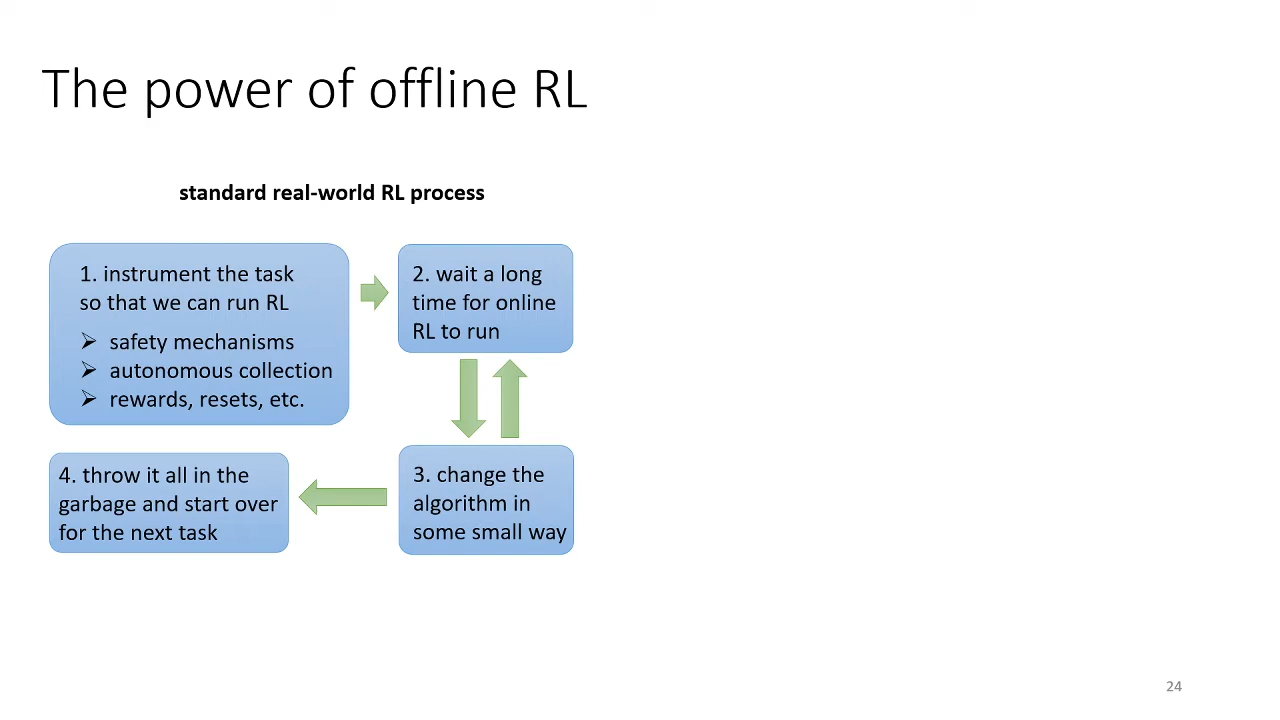 The power of offline RL
standard real-world RL process
1. instrument the task
so that we can run RL
➢ safety mechanisms
➢ autonomous collection
➢ rewards, resets, etc.
2. wait a long
time for online
RL to run
3. change the
algorithm in
some small way
4. throw it all in the
garbage and start over
for the next task
24